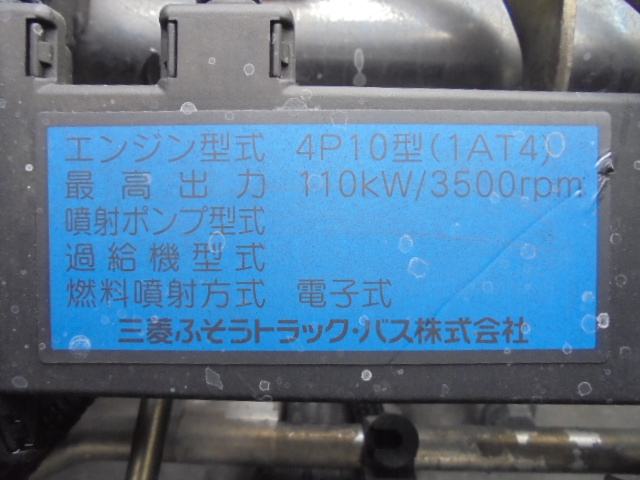 エンジン型式 4P10型(1AT4)
最高出力 110kW/3500rpm
噴射ポンプ型式
過給機型式
燃料噴射方式 電子式
三菱ふそうトラック・バス株式会社